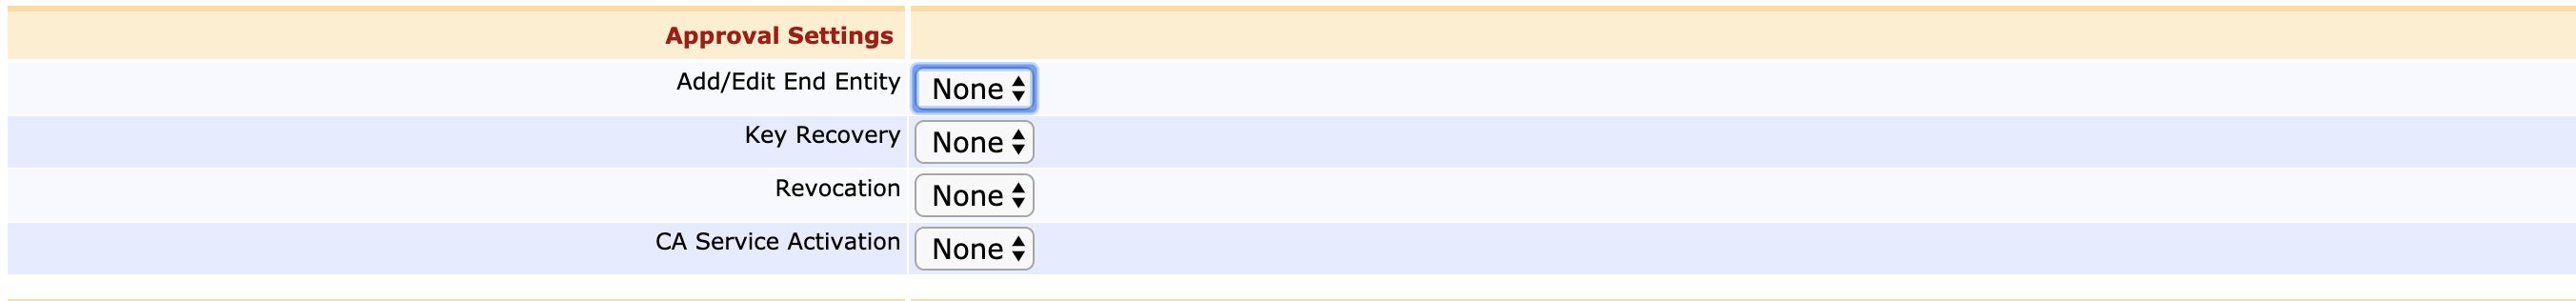 Approval Settings
Add/Edit End Entity None
Key Recovery None
Revocation None
CA Service Activation None